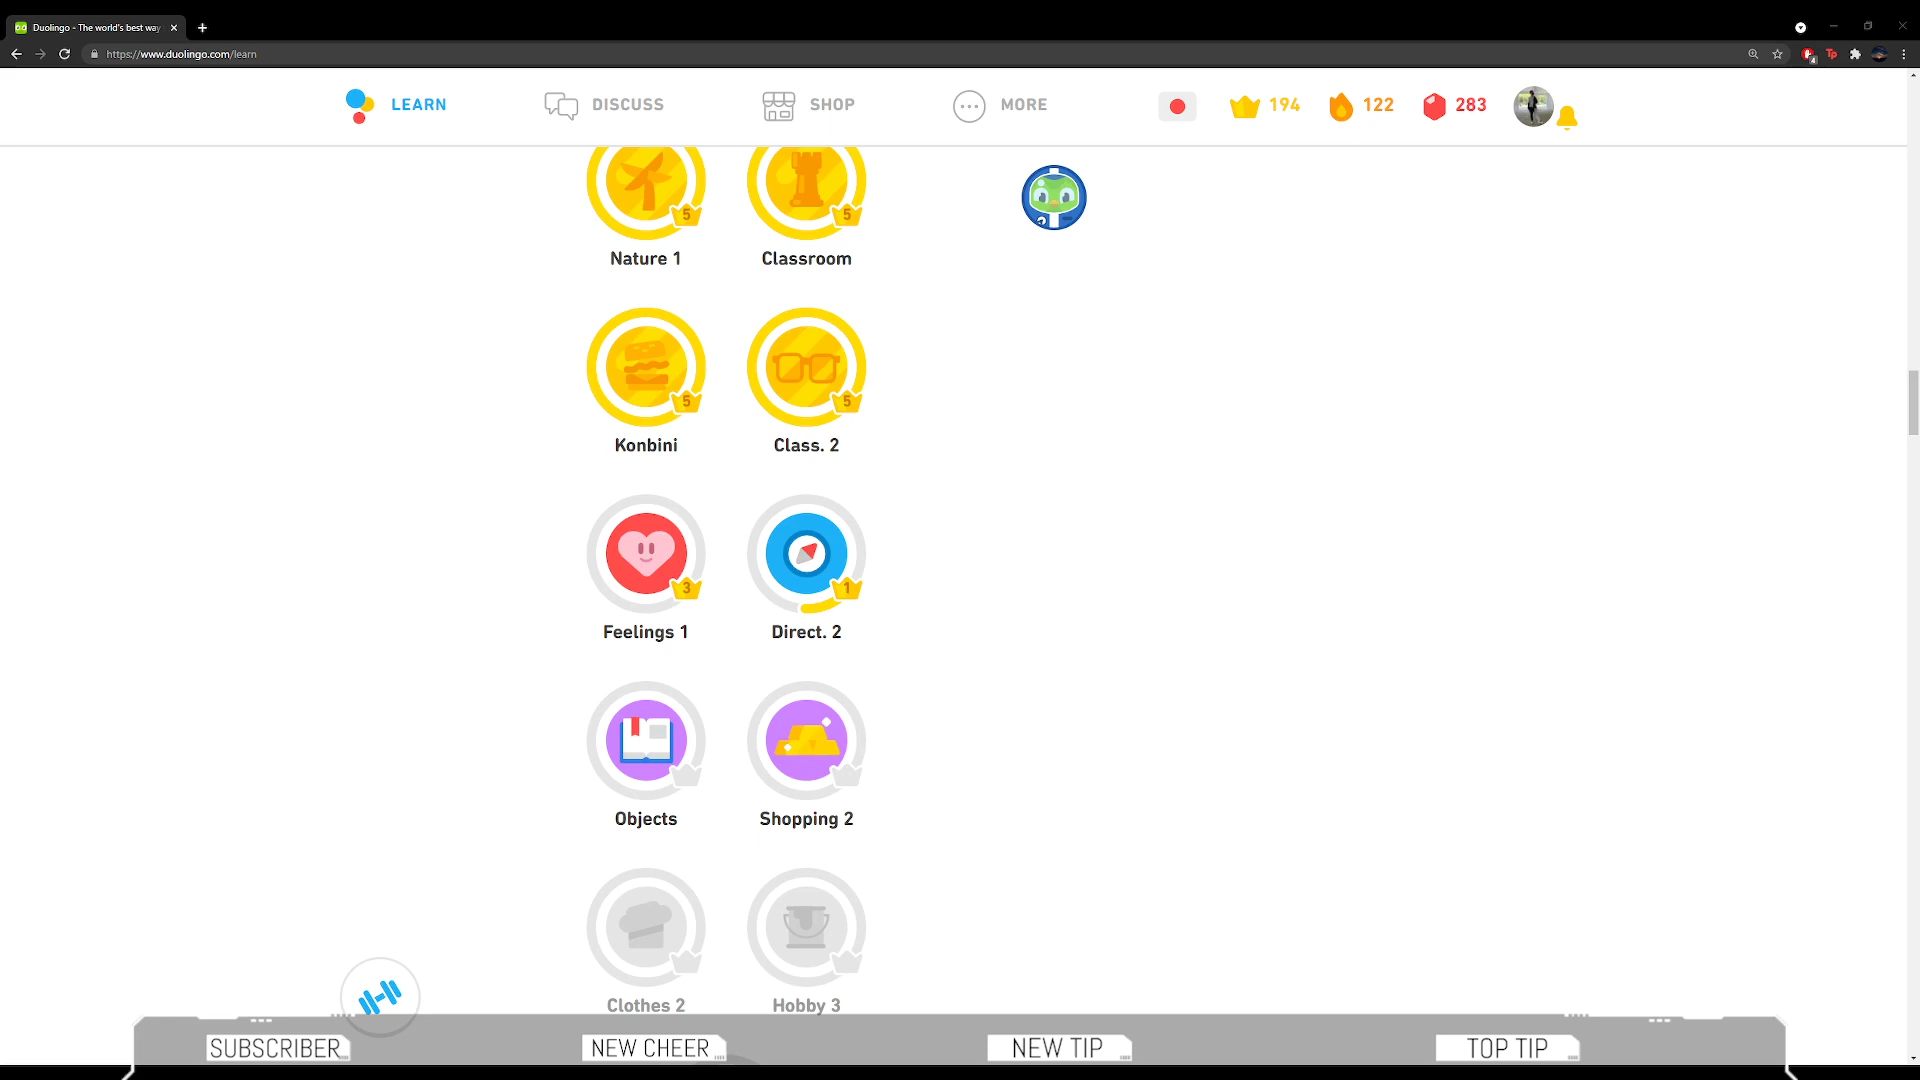 Duolingo - The world's best way
https://www.duolingo.com/learn
4
Tp
LEARN
DISCUSS
SHOP
MORE
194
122
283
5
5
Nature 1
Classroom
5
5
Konbini
Class. 2
3
1
Feelings 1
Direct. 2
Objects
Shopping 2
Clothes 2
Hobby 3
SUBSCRIBER
NEW CHEER
NEW TIP
TOP TIP